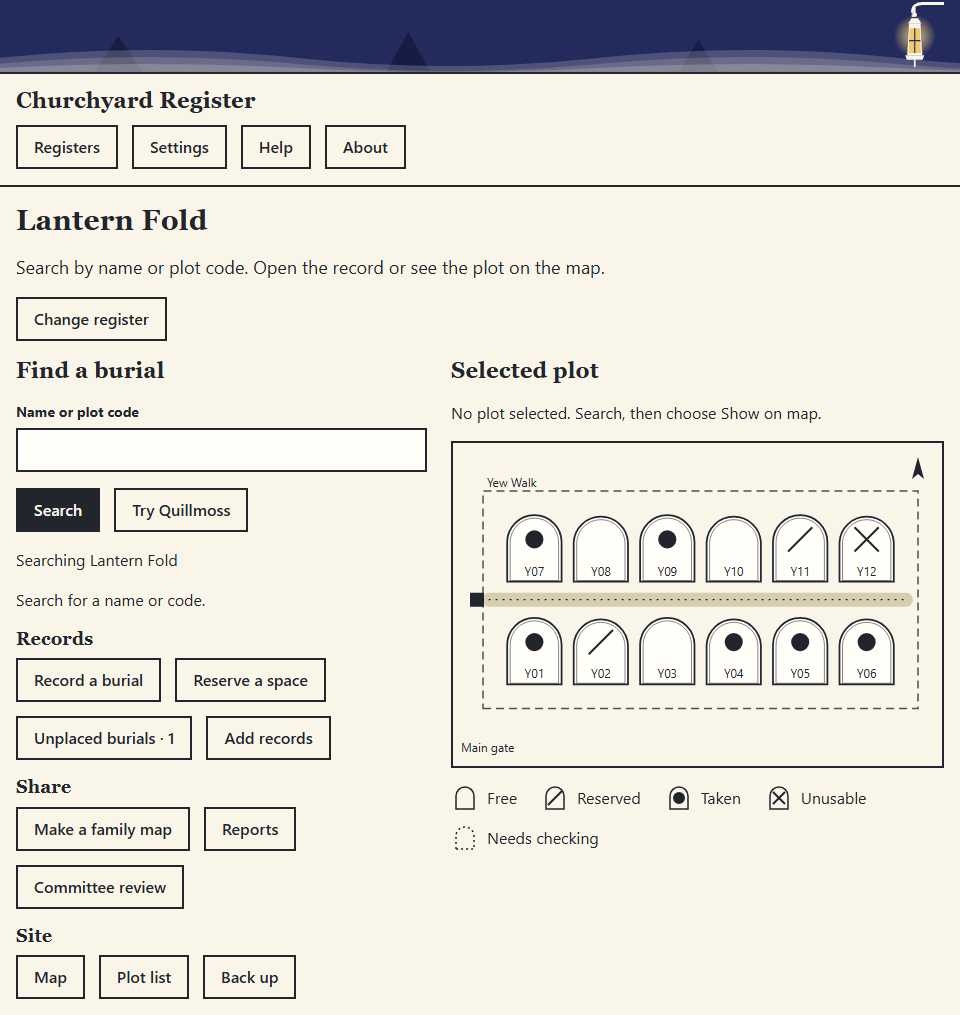 Churchyard Register
Registers Settings Help About
Lantern Fold
Search by name or plot code. Open the record or see the plot on the map.
Change register
Find a burial
Name or plot code
Search Try Quillmoss
Searching Lantern Fold
Search for a name or code.
Records
Record a burial Reserve a space
Unplaced burials · 1 Add records
Share
Make a family map Reports
Committee review
Site
Map Plot list Back up
Selected plot
No plot selected. Search, then choose Show on map.
Yew Walk
Y07 Y08 Y09 Y10 Y11 Y12
Y01 Y02 Y03 Y04 Y05 Y06
Main gate
Free Reserved Taken Unusable
Needs checking